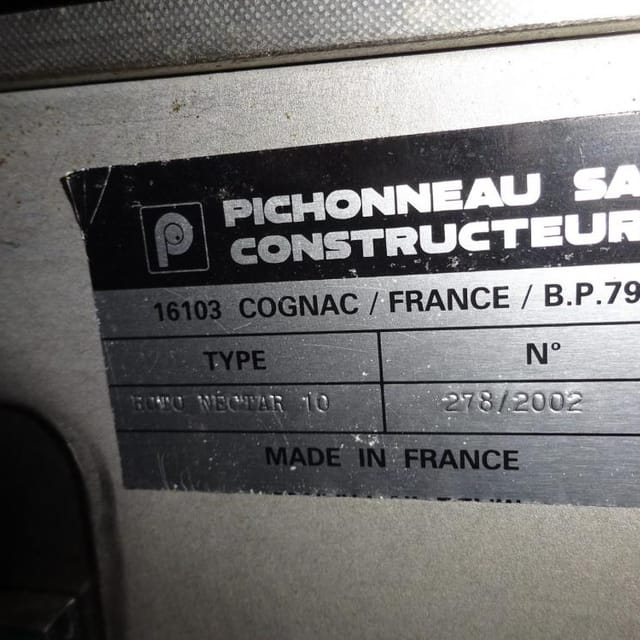 PICHONNEAU SA
CONSTRUCTEUR
16103 COGNAC / FRANCE / B.P.79
TYPE N°
ROTO NECTAR 10 278/2002
MADE IN FRANCE